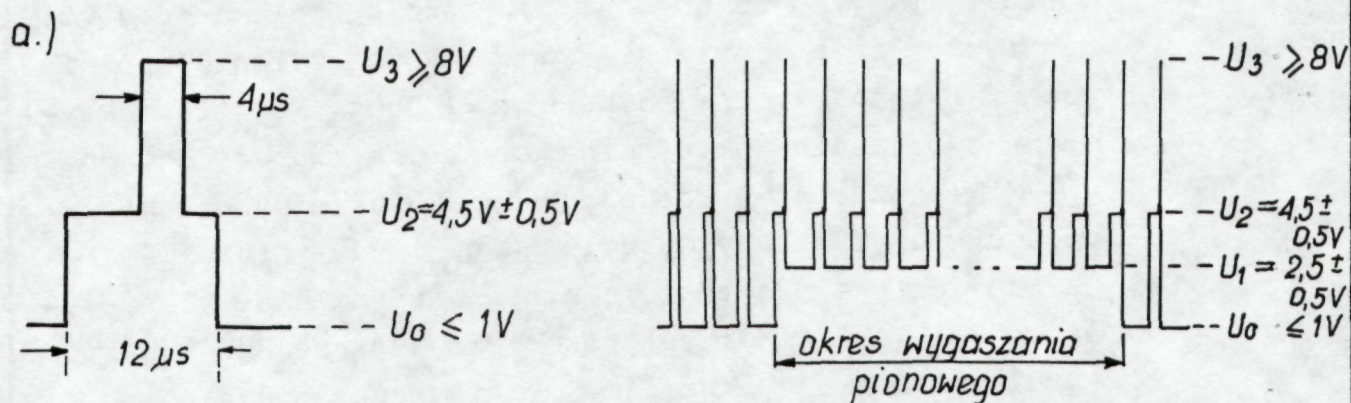 a.)
U₃ ⩾ 8V
4μs
U₂=4,5V±0,5V
U₀ ≤ 1V
12μs
U₃ ⩾ 8V
U₂=4,5±
0,5V
U₁ = 2,5±
0,5V
U₀ ≤ 1V
okres wygaszania
pionowego